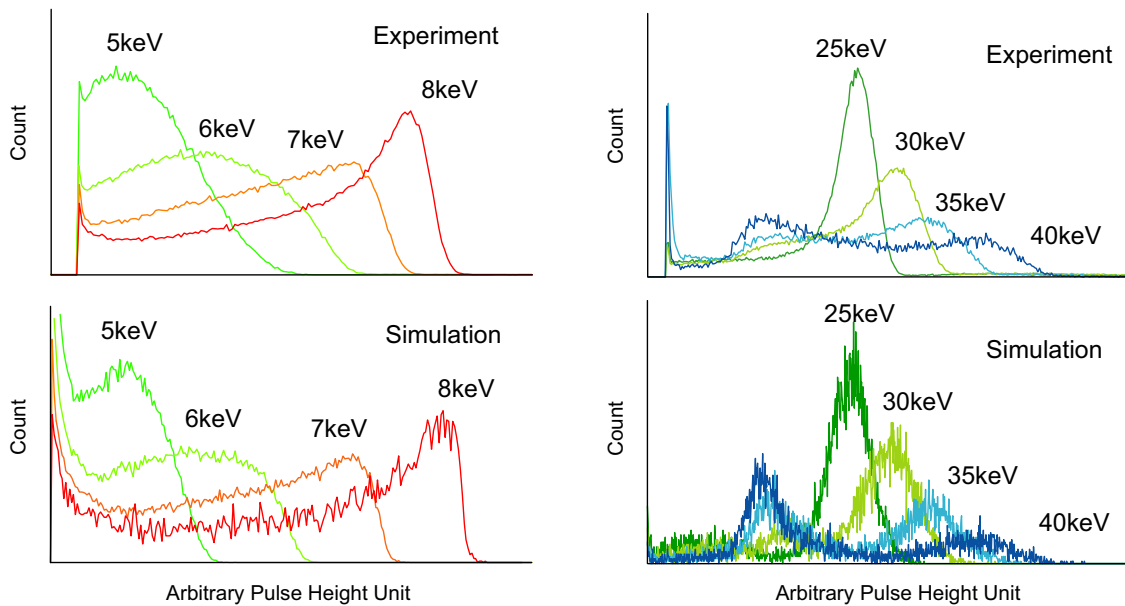 5keV
Experiment
8keV
6keV
7keV
Count
25keV
Experiment
30keV
35keV
40keV
Count
5keV
Simulation
8keV
6keV
7keV
Count
Arbitrary Pulse Height Unit
25keV
Simulation
30keV
35keV
40keV
Count
Arbitrary Pulse Height Unit